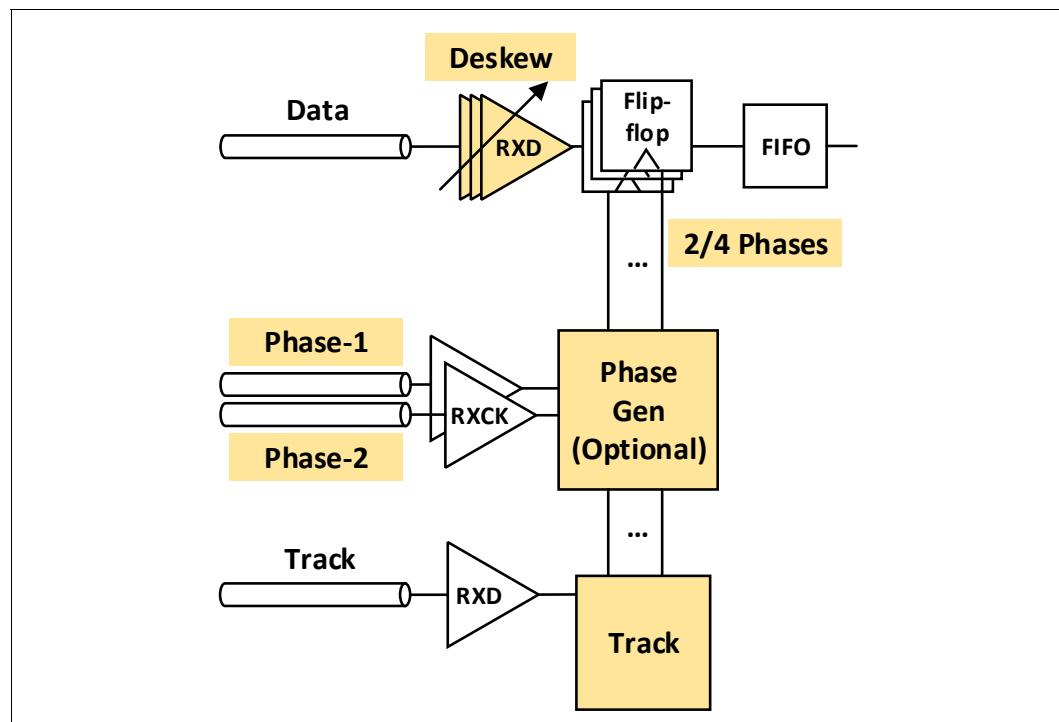 Deskew
Data
RXD
Flip-
flop
FIFO
2/4 Phases
...
Phase-1
Phase-2
RXCK
Phase
Gen
(Optional)
...
Track
RXD
Track